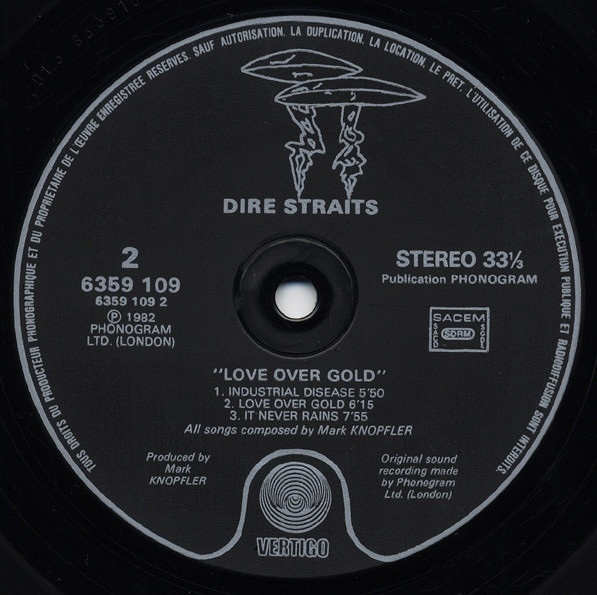 TOUS DROITS DU PRODUCTEUR PHONOGRAPHIQUE ET DU PROPRIETAIRE DE L'ŒUVRE ENREGISTREE RESERVES. SAUF AUTORISATION. LA DUPLICATION. LA LOCATION. LE PRET. L'UTILISATION DE CE DISQUE POUR EXECUTION PUBLIQUE ET RADIODIFFUSION SONT INTERDITS
DIRE STRAITS
2
6359 109
6359 109 2
Ⓟ 1982
PHONOGRAM
LTD. (LONDON)
STEREO 33⅓
Publication PHONOGRAM
SACEM
SACD
SDRM
SGDL
"LOVE OVER GOLD"
1. INDUSTRIAL DISEASE 5'50
2. LOVE OVER GOLD 6'15
3. IT NEVER RAINS 7'55
All songs composed by Mark KNOPFLER
Produced by
Mark
KNOPFLER
Original sound
recording made
by Phonogram
Ltd. (London)
VERTIGO